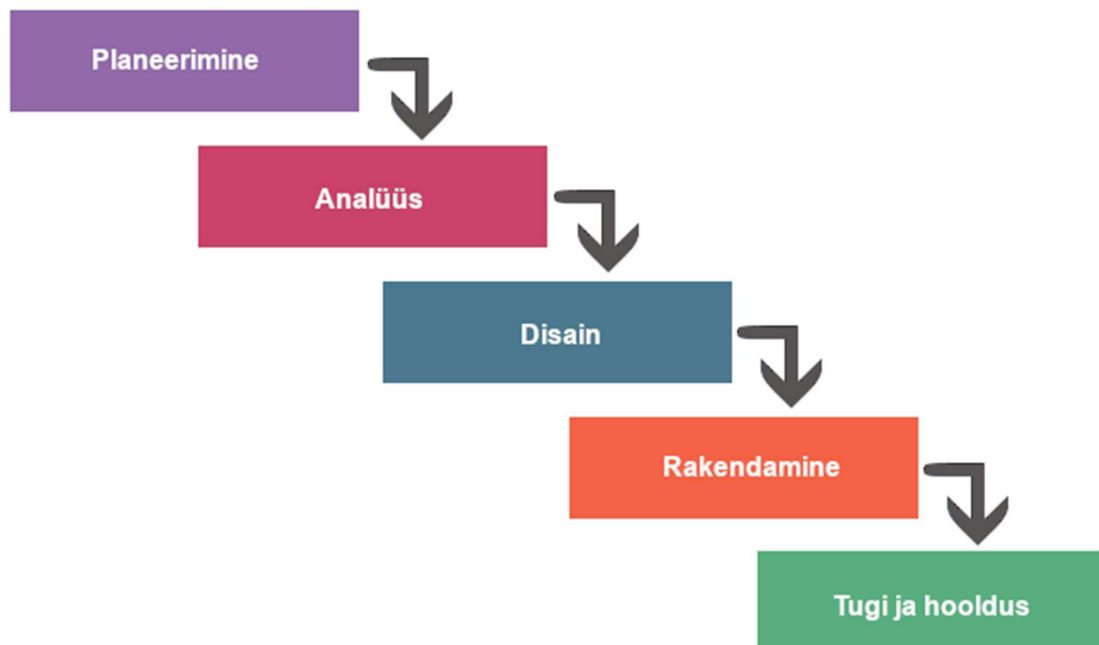 Planeerimine
Analüüs
Disain
Rakendamine
Tugi ja hooldus